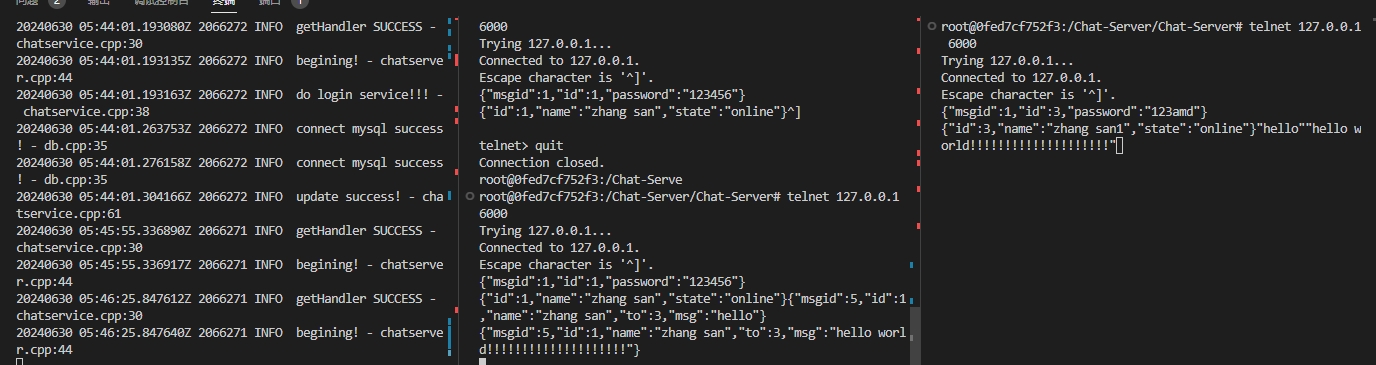 问题 2 输出 调试控制台 终端 端口 1
20240630 05:44:01.193080Z 2066272 INFO  getHandler SUCCESS -
chatservice.cpp:30
20240630 05:44:01.193135Z 2066272 INFO  begining! - chatserve
r.cpp:44
20240630 05:44:01.193163Z 2066272 INFO  do login service!!! -
 chatservice.cpp:38
20240630 05:44:01.263753Z 2066272 INFO  connect mysql success
! - db.cpp:35
20240630 05:44:01.276158Z 2066272 INFO  connect mysql success
! - db.cpp:35
20240630 05:44:01.304166Z 2066272 INFO  update success! - cha
tservice.cpp:61
20240630 05:45:55.336890Z 2066271 INFO  getHandler SUCCESS -
chatservice.cpp:30
20240630 05:45:55.336917Z 2066271 INFO  begining! - chatserve
r.cpp:44
20240630 05:46:25.847612Z 2066271 INFO  getHandler SUCCESS -
chatservice.cpp:30
20240630 05:46:25.847640Z 2066271 INFO  begining! - chatserve
r.cpp:44
6000
Trying 127.0.0.1...
Connected to 127.0.0.1.
Escape character is '^]'.
{"msgid":1,"id":1,"password":"123456"}
{"id":1,"name":"zhang san","state":"online"}^]
telnet> quit
Connection closed.
root@0fed7cf752f3:/Chat-Serve
root@0fed7cf752f3:/Chat-Server/Chat-Server# telnet 127.0.0.1
6000
Trying 127.0.0.1...
Connected to 127.0.0.1.
Escape character is '^]'.
{"msgid":1,"id":1,"password":"123456"}
{"id":1,"name":"zhang san","state":"online"}{"msgid":5,"id":1
,"name":"zhang san","to":3,"msg":"hello"}
{"msgid":5,"id":1,"name":"zhang san","to":3,"msg":"hello worl
d!!!!!!!!!!!!!!!!!!!!"}
root@0fed7cf752f3:/Chat-Server/Chat-Server# telnet 127.0.0.1
 6000
Trying 127.0.0.1...
Connected to 127.0.0.1.
Escape character is '^]'.
{"msgid":1,"id":3,"password":"123amd"}
{"id":3,"name":"zhang san1","state":"online"}"hello""hello w
orld!!!!!!!!!!!!!!!!!!!!"